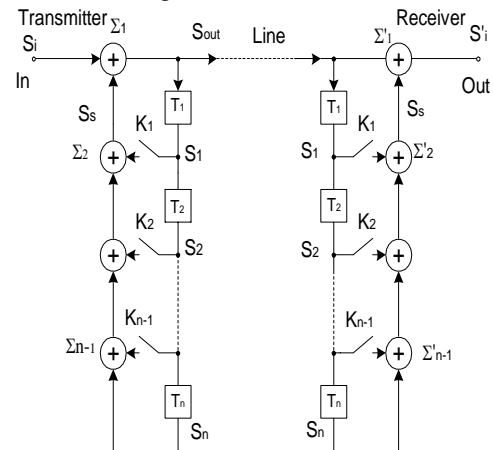 Transmitter Σ1 Receiver
Si Sout Line Σ'1 S'i
In Out
T1 T1
Ss K1 K1 Ss
Σ2 S1 S1 Σ'2
T2 T2
K2 K2
S2 S2
Kn-1 Kn-1
Σn-1 Σ'n-1
Tn Tn
Sn Sn